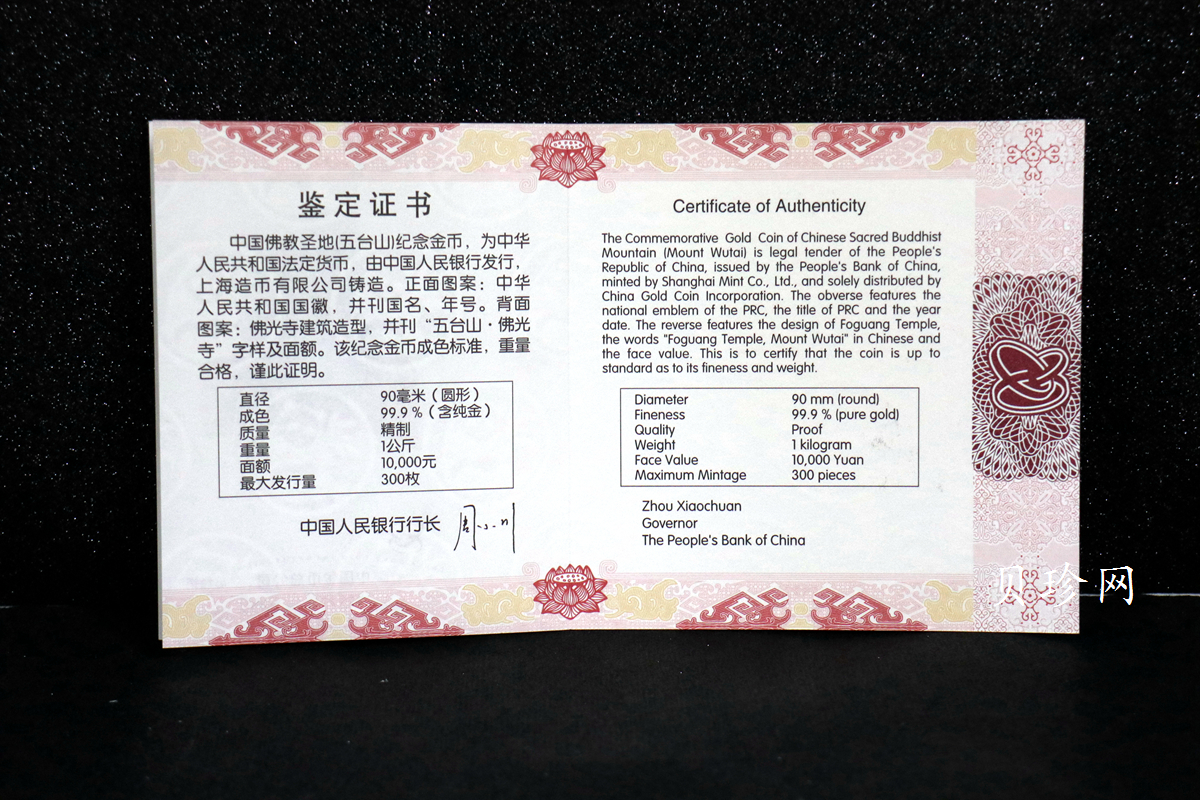 鉴定证书
中国佛教圣地(五台山)纪念金币，为中华
人民共和国法定货币，由中国人民银行发行，
上海造币有限公司铸造。正面图案：中华
人民共和国国徽，并刊国名、年号。背面
图案：佛光寺建筑造型，并刊“五台山·佛光
寺”字样及面额。该纪念金币成色标准，重量
合格，谨此证明。
直径 90毫米（圆形）
成色 99.9 %（含纯金）
质量 精制
重量 1公斤
面额 10,000元
最大发行量 300枚
中国人民银行行长 周小川
Certificate of Authenticity
The Commemorative Gold Coin of Chinese Sacred Buddhist
Mountain (Mount Wutai) is legal tender of the People's
Republic of China, issued by the People's Bank of China,
minted by Shanghai Mint Co., Ltd., and solely distributed by
China Gold Coin Incorporation. The obverse features the
national emblem of the PRC, the title of PRC and the year
date. The reverse features the design of Foguang Temple,
the words "Foguang Temple, Mount Wutai" in Chinese and
the face value. This is to certify that the coin is up to
standard as to its fineness and weight.
Diameter 90 mm (round)
Fineness 99.9 % (pure gold)
Quality Proof
Weight 1 kilogram
Face Value 10,000 Yuan
Maximum Mintage 300 pieces
Zhou Xiaochuan
Governor
The People's Bank of China
贝珍网